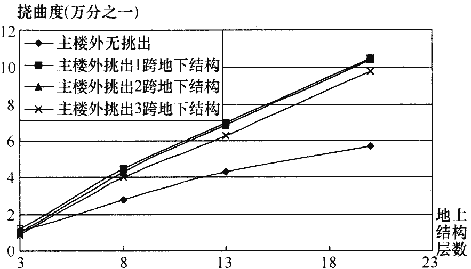 挠曲度(万分之一)
12
10
8
6
4
2
0
主楼外无挑出
主楼外挑出1跨地下结构
主楼外挑出2跨地下结构
主楼外挑出3跨地下结构
3
8
13
18
23
地上
结构
层数